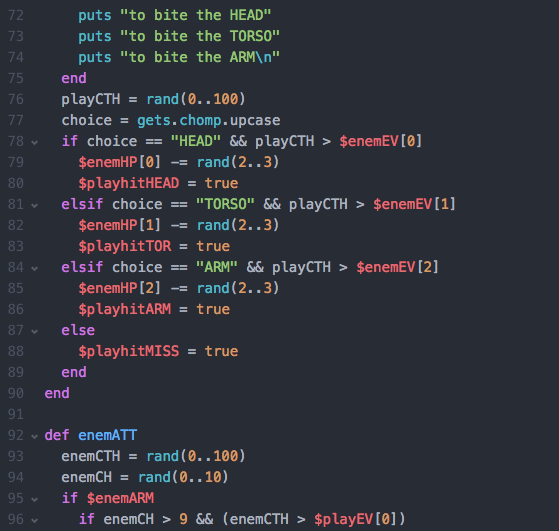 72 puts "to bite the HEAD"
73 puts "to bite the TORSO"
74 puts "to bite the ARM\n"
75 end
76 playCTH = rand(0..100)
77 choice = gets.chomp.upcase
78 if choice == "HEAD" && playCTH > $enemEV[0]
79 $enemHP[0] -= rand(2..3)
80 $playhitHEAD = true
81 elsif choice == "TORSO" && playCTH > $enemEV[1]
82 $enemHP[1] -= rand(2..3)
83 $playhitTOR = true
84 elsif choice == "ARM" && playCTH > $enemEV[2]
85 $enemHP[2] -= rand(2..3)
86 $playhitARM = true
87 else
88 $playhitMISS = true
89 end
90 end
91
92 def enemATT
93 enemCTH = rand(0..100)
94 enemCH = rand(0..10)
95 if $enemARM
96 if enemCH > 9 && (enemCTH > $playEV[0])